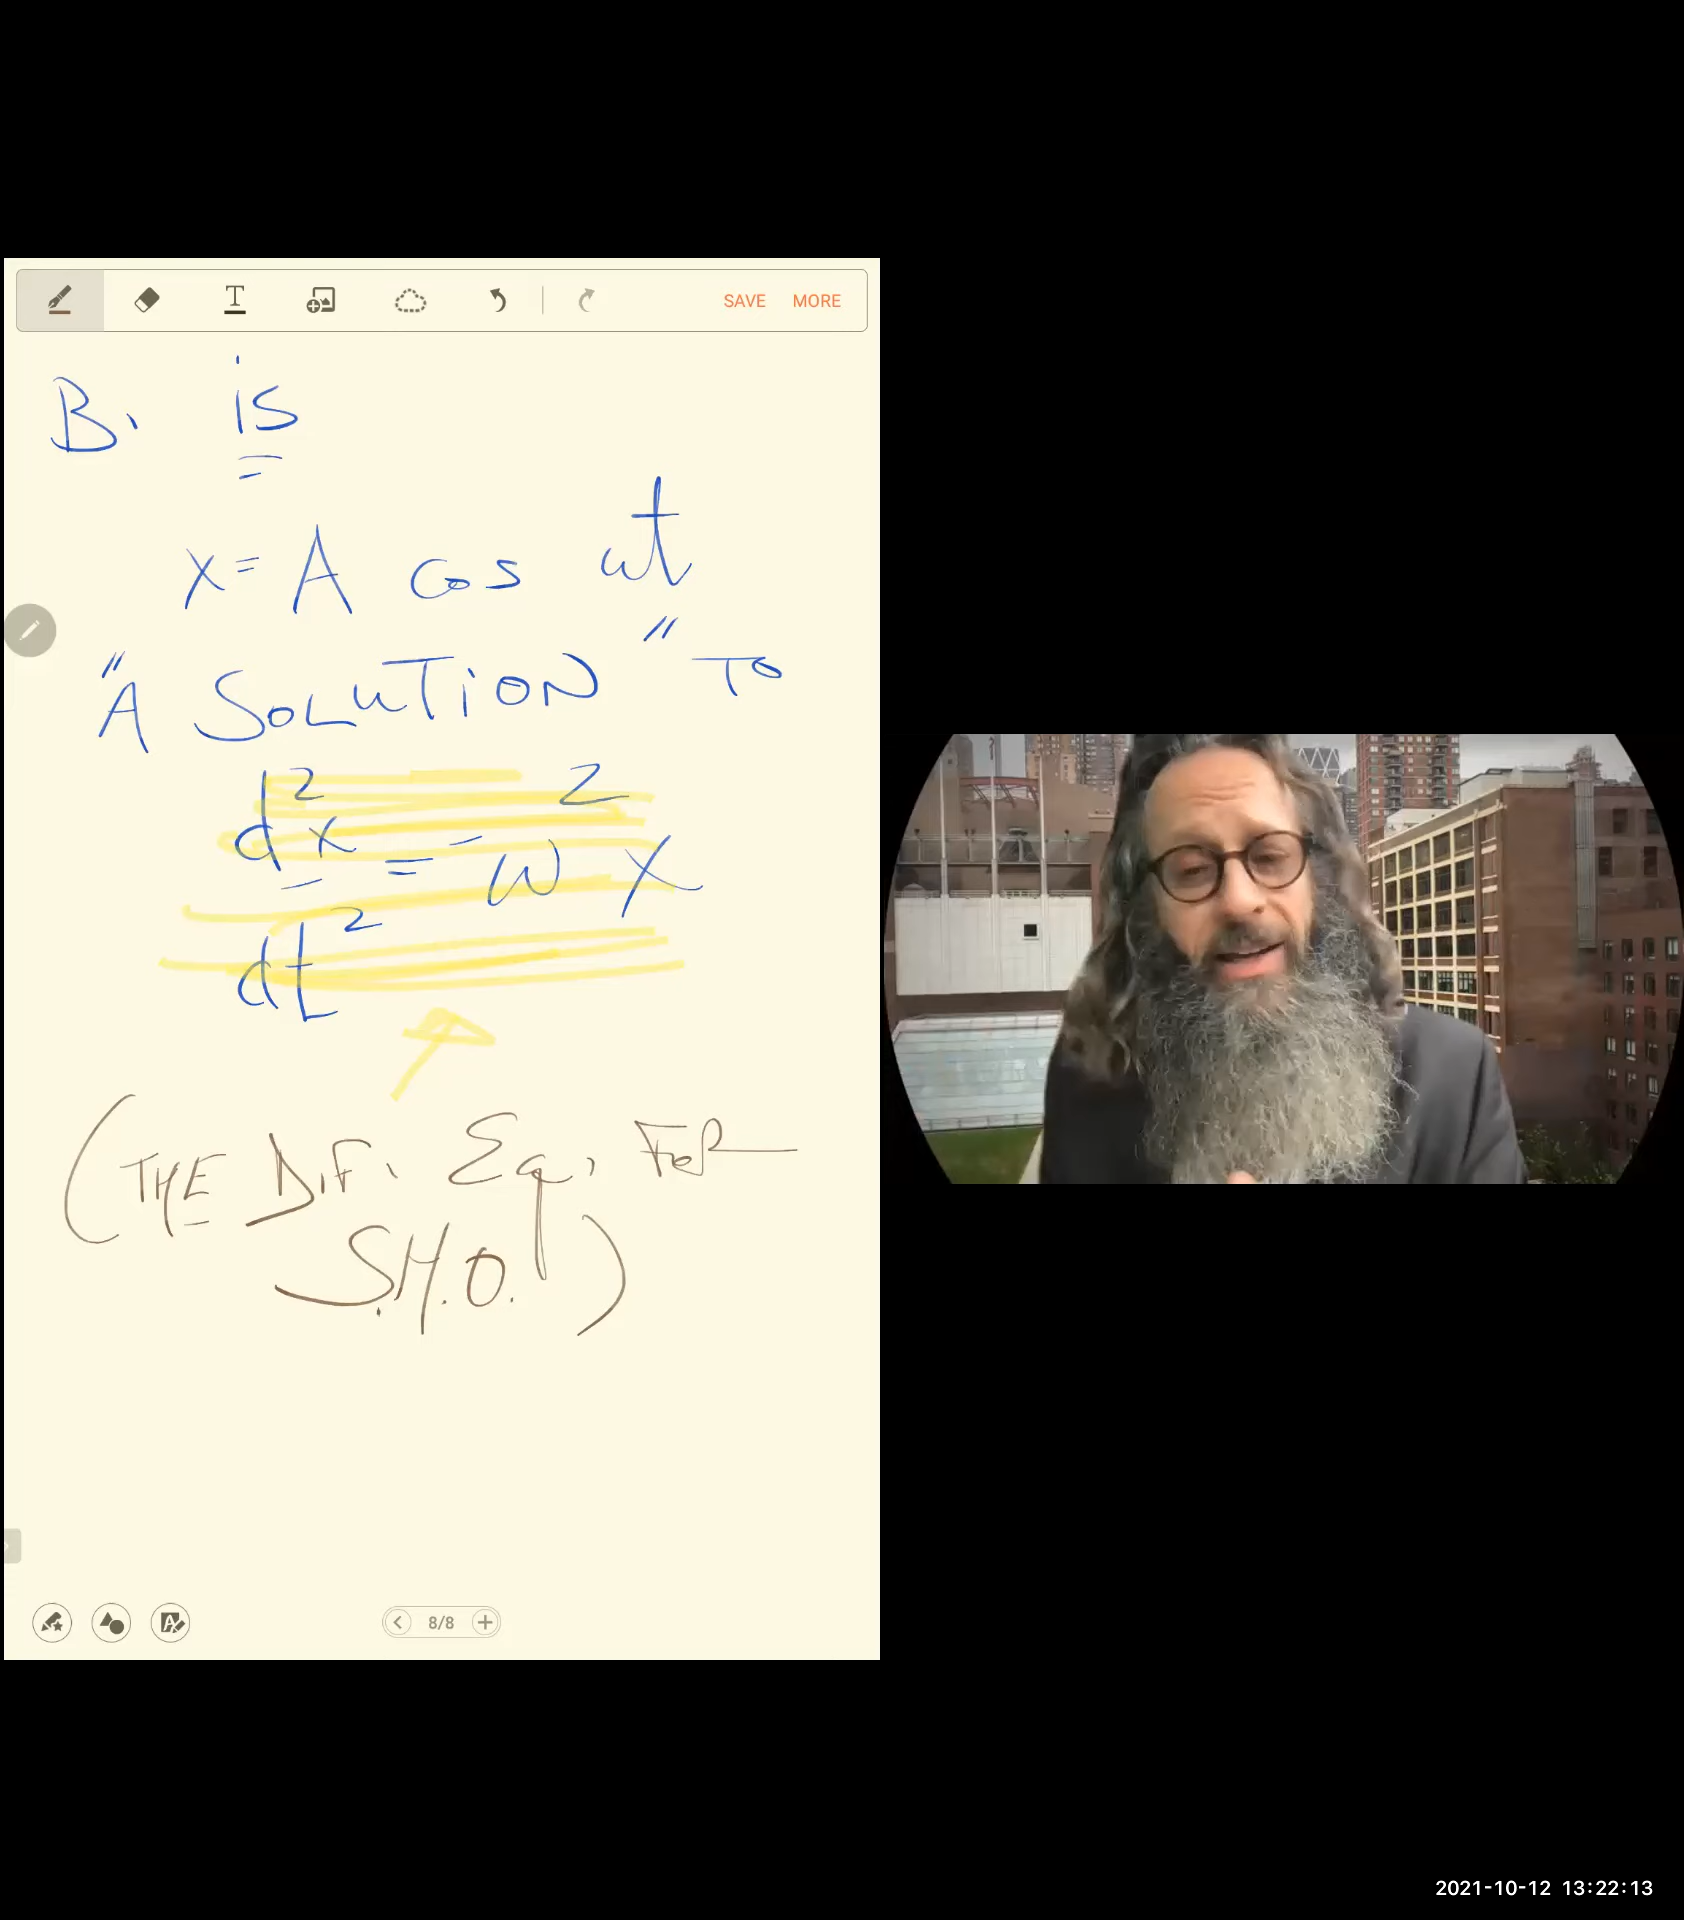 SAVE MORE
B. is
x = A cos ωt
"A SOLUTION" TO
d²x/dt² = -ω²x
(THE DIF. Eq. FOR
S.H.O.)
8/8
2021-10-12 13:22:13